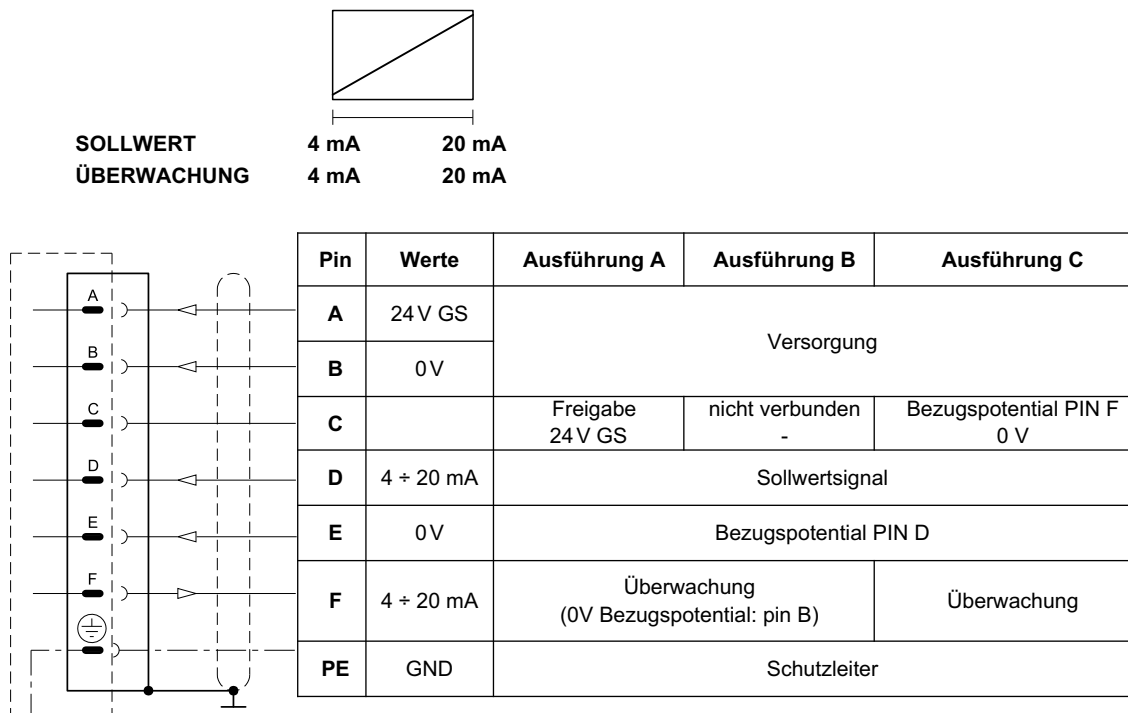 SOLLWERT 4 mA 20 mA
ÜBERWACHUNG 4 mA 20 mA
Pin Werte Ausführung A Ausführung B Ausführung C
A A 24 V GS Versorgung
B B 0 V
C C Freigabe 24 V GS nicht verbunden - Bezugspotential PIN F 0 V
D D 4 ÷ 20 mA Sollwertsignal
E E 0 V Bezugspotential PIN D
F F 4 ÷ 20 mA Überwachung (0V Bezugspotential: pin B) Überwachung
PE GND Schutzleiter